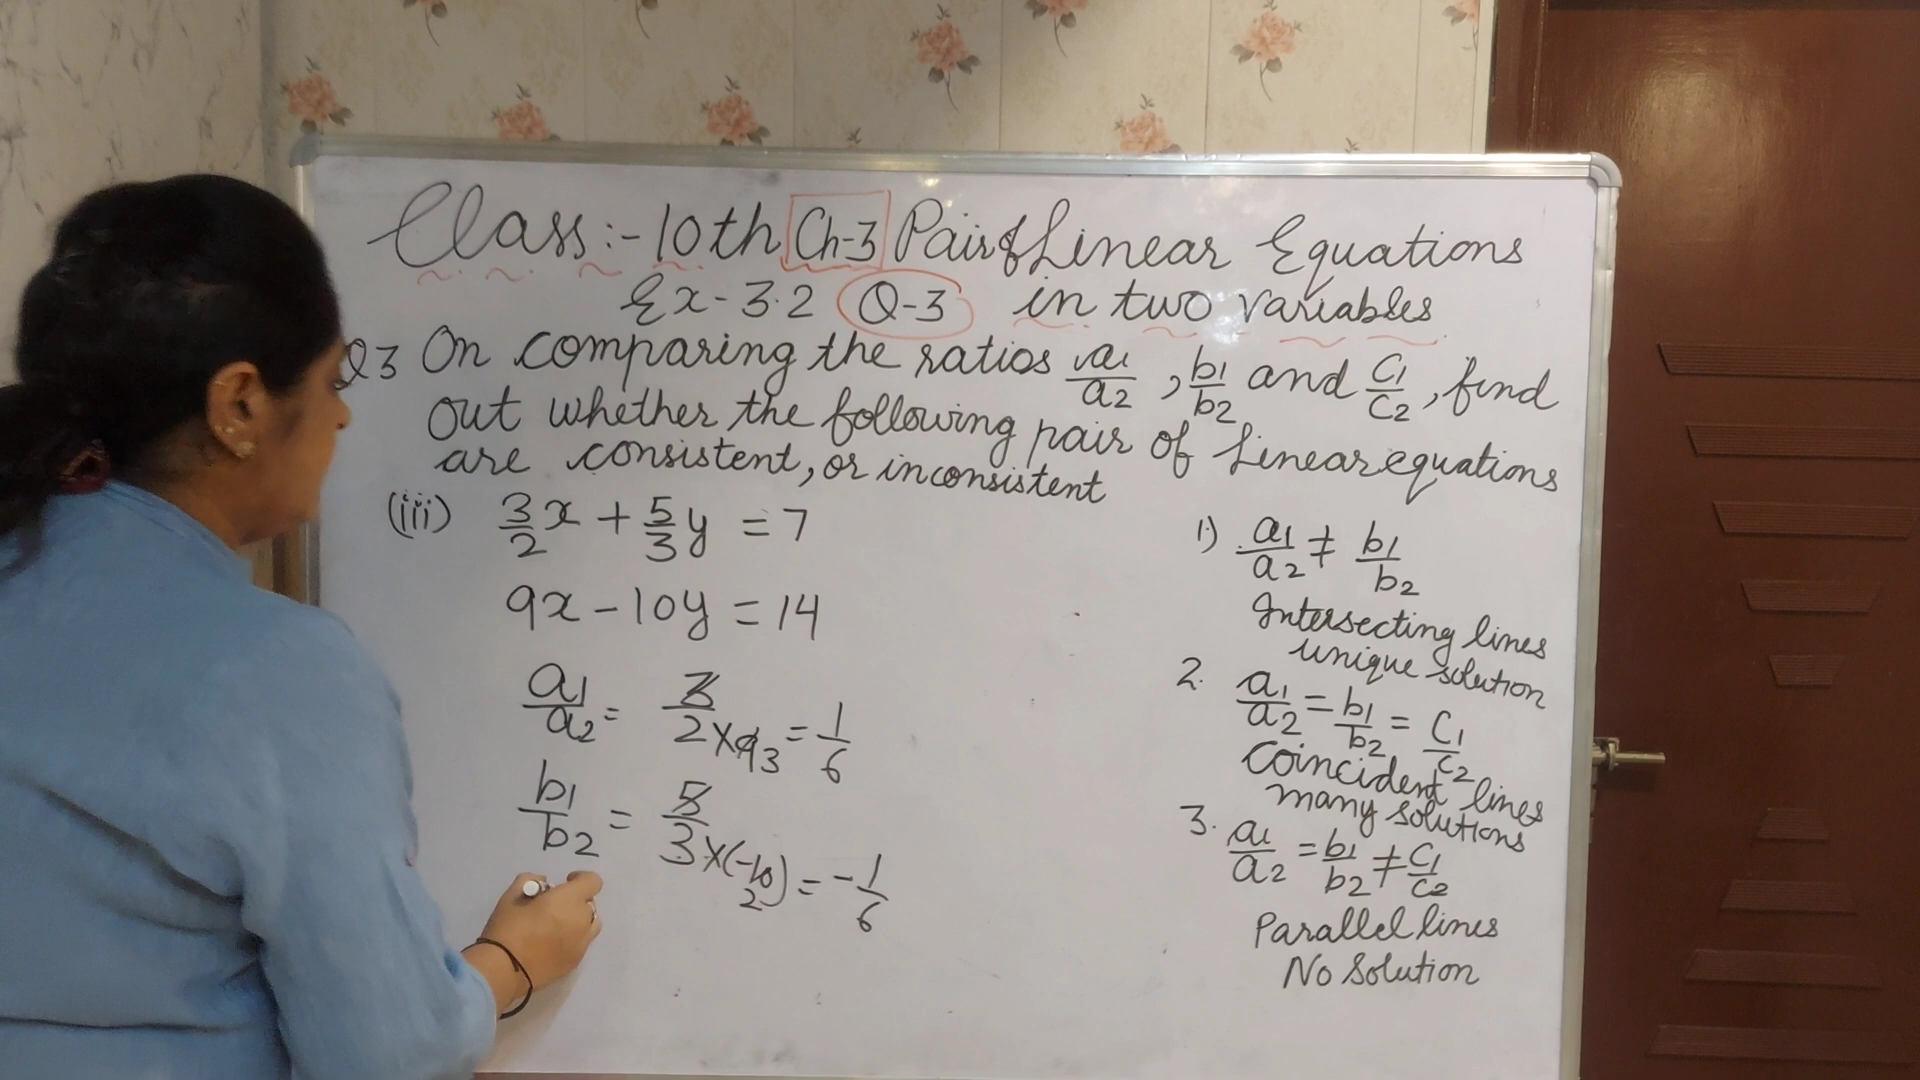 Class:-10th Ch-3 Pair of Linear Equations
Ex-3.2 Q-3 in two variables
Q3 On comparing the ratios a1/a2, b1/b2 and c1/c2, find
out whether the following pair of linear equations
are consistent, or inconsistent
(iii) 3/2 x + 5/3 y = 7
9x - 10y = 14
a1/a2 = 3/2×9 3 = 1/6
b1/b2 = 5/3×(-10) 2 = -1/6
1) a1/a2 ≠ b1/b2
Intersecting lines
unique solution
2. a1/a2 = b1/b2 = c1/c2
Coincident lines
many solutions
3. a1/a2 = b1/b2 ≠ c1/c2
Parallel lines
No solution